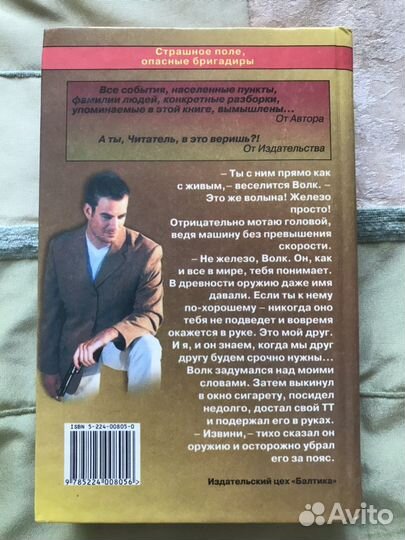 Страшное поле,
опасные бригадиры
Все события, населенные пункты,
фамилии людей, конкретные разборки,
упоминаемые в этой книге, вымышлены...
От Автора
А ты, Читатель, в это веришь?!
От Издательства
– Ты с ним прямо как
с живым,– веселится Волк. –
Это же волына! Железо
просто!
Отрицательно мотаю головой,
ведя машину без превышения
скорости.
– Не железо, Волк. Он, как
и все в мире, тебя понимает.
В древности оружию даже имя
давали. Если ты к нему
по-хорошему – никогда оно
тебя не подведет и вовремя
окажется в руке. Это мой друг.
И я, и он знаем, когда мы друг
другу будем срочно нужны...
Волк задумался над моими
словами. Затем выкинул
в окно сигарету, посидел
недолго, достал свой ТТ
и подержал его в руках.
– Извини, – тихо сказал он
оружию и осторожно убрал
его за пояс.
Издательский цех «Балтика»
ISBN 5-224-00805-0
9 785224 008056 >
Avito